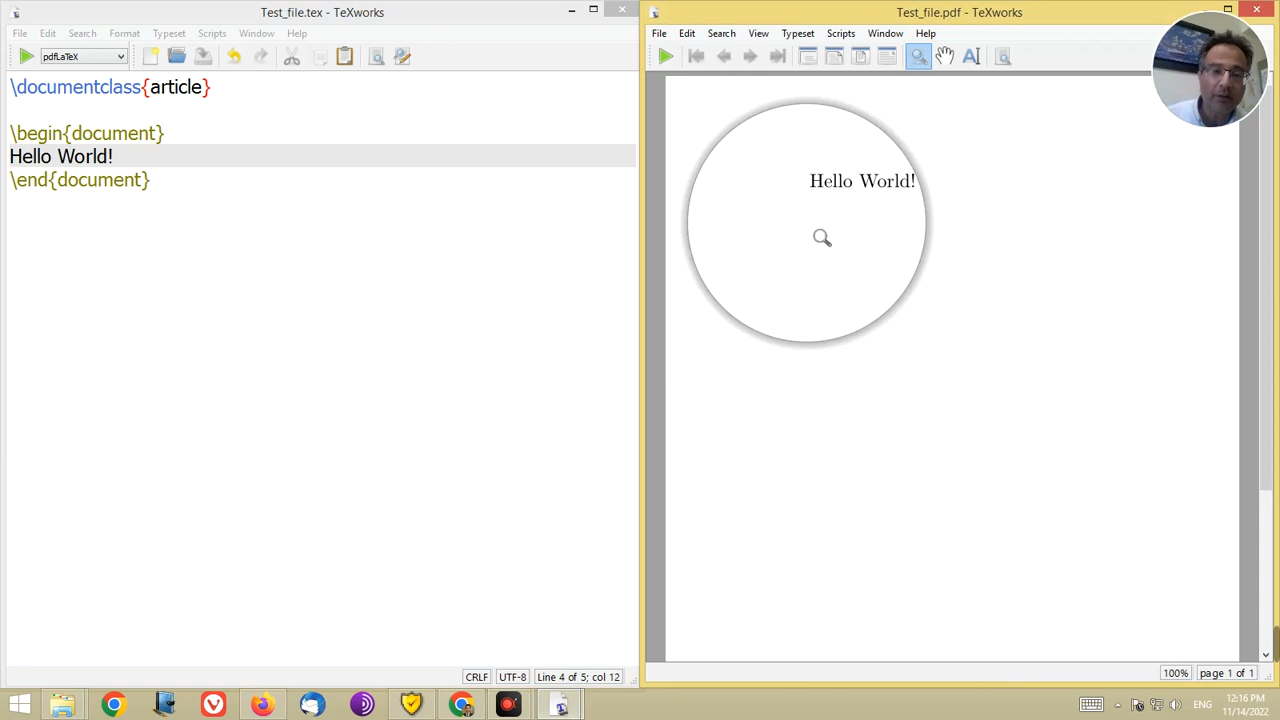 Test_file.tex - TeXworks
File Edit Search Format Typeset Scripts Window Help
pdfLaTeX
\documentclass{article}
\begin{document}
Hello World!
\end{document}
CRLF UTF-8 Lin: 4 of 5; col 12
Test_file.pdf - TeXworks
File Edit Search View Typeset Scripts Window Help
Hello World!
100% page 1 of 1
ENG
12:16 PM
11/14/2022